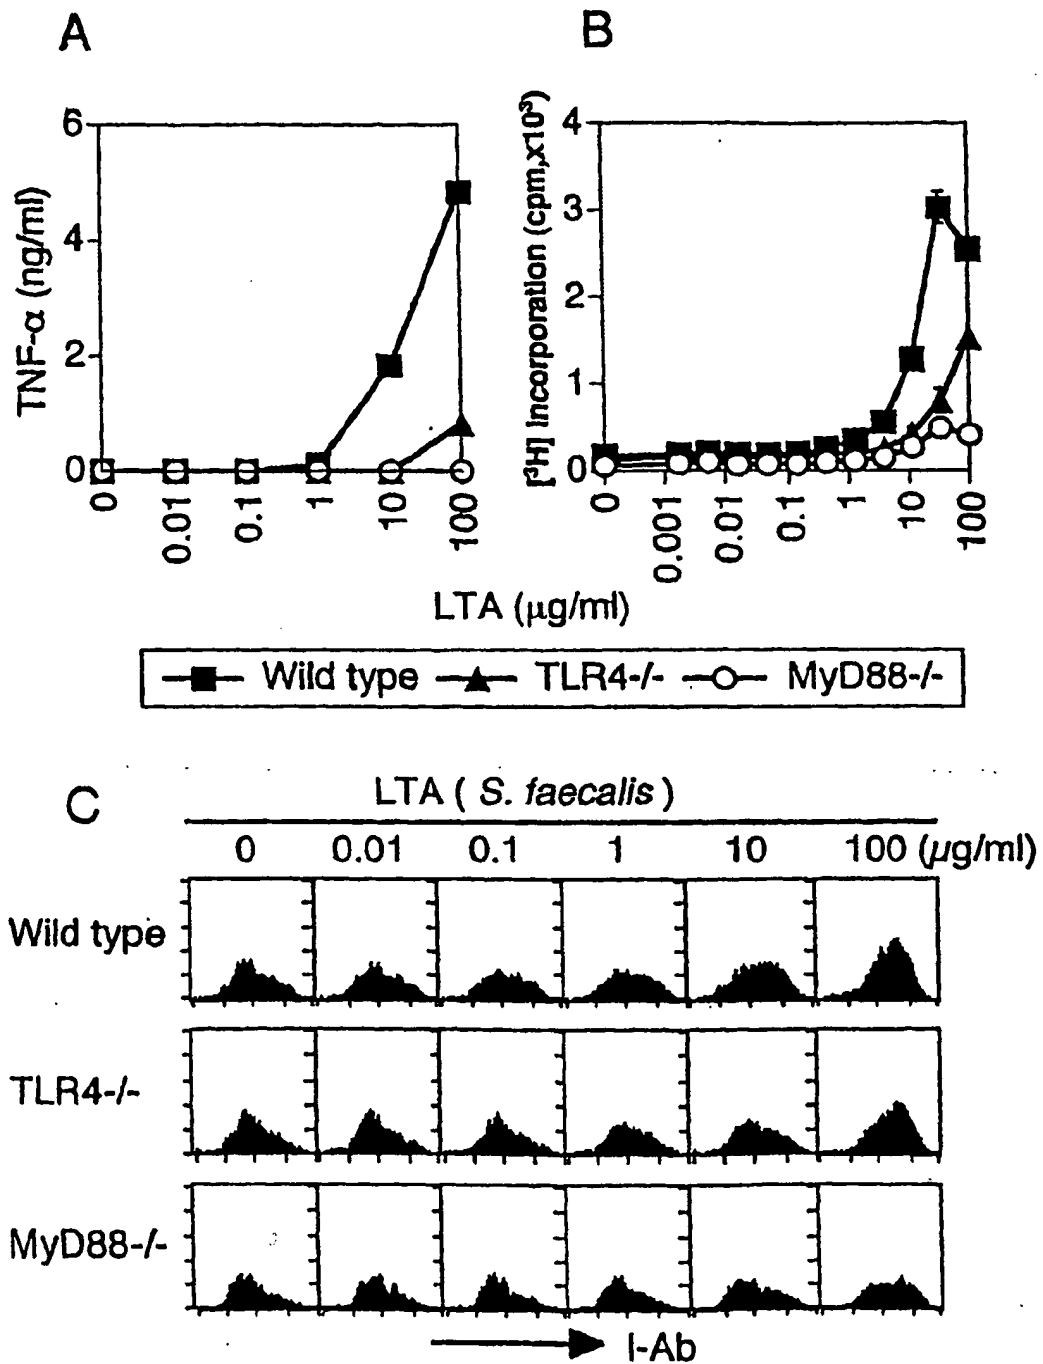 A
B
TNF-α (ng/ml)
6
4
2
0
0
0.01
0.1
1
10
100
[³H] Incorporation (cpm,x10³)
4
3
2
1
0
0
0.001
0.01
0.1
1
10
100
LTA (μg/ml)
Wild type TLR4-/- MyD88-/-
C
LTA ( S. faecalis )
0 0.01 0.1 1 10 100 (μg/ml)
Wild type
TLR4-/-
MyD88-/-
I-Ab